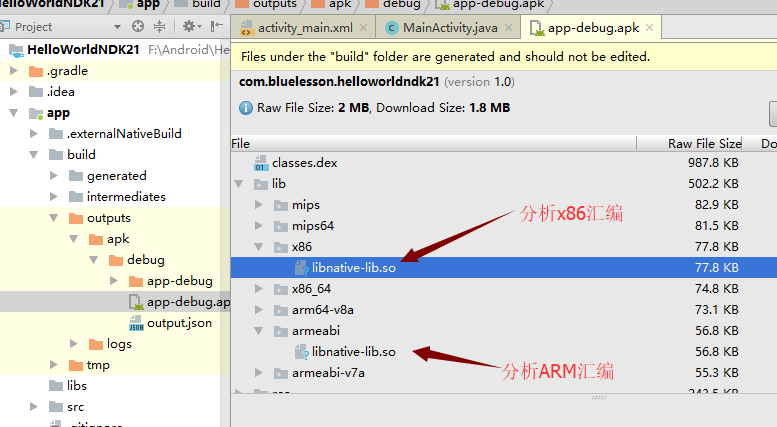 app
build
outputs
apk
debug
app-debug.apk
Project
activity_main.xml
MainActivity.java
app-debug.apk
HelloWorldNDK21 F:\Android\He
.gradle
.idea
app
.externalNativeBuild
build
generated
intermediates
outputs
apk
debug
app-debug
app-debug.ap
output.json
logs
tmp
libs
src
.gitignore
Files under the "build" folder are generated and should not be edited.
com.bluelesson.helloworldndk21 (version 1.0)
Raw File Size: 2 MB, Download Size: 1.8 MB
File Raw File Size Do
classes.dex 987.8 KB
lib 502.2 KB
mips 82.9 KB
mips64 81.5 KB
x86 77.8 KB
libnative-lib.so 77.8 KB
x86_64 74.8 KB
arm64-v8a 73.1 KB
armeabi 56.8 KB
libnative-lib.so 56.8 KB
armeabi-v7a 55.3 KB
分析x86汇编
分析ARM汇编